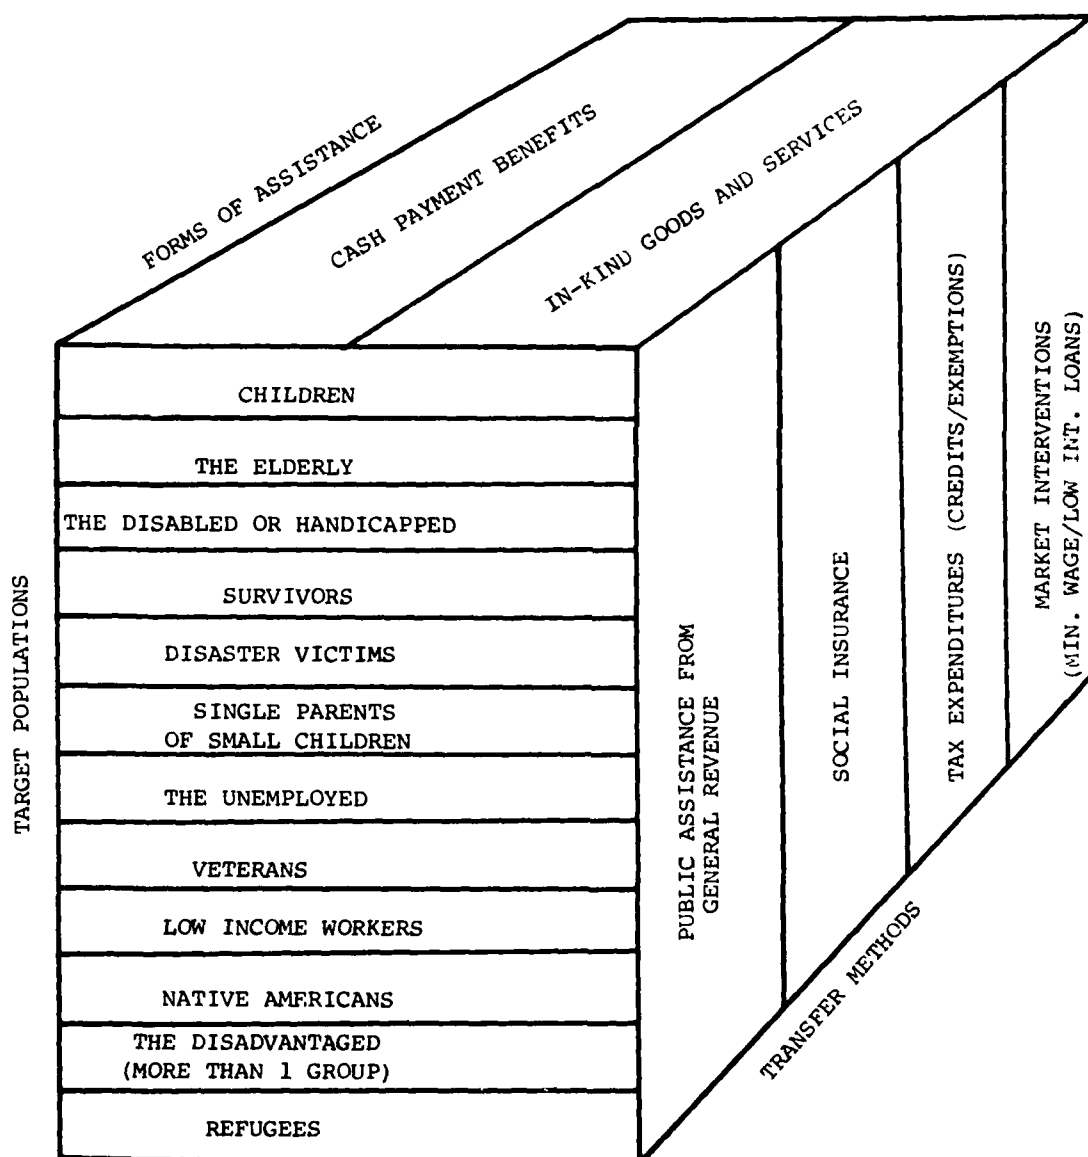 FORMS OF ASSISTANCE
CASH PAYMENT BENEFITS
IN-KIND GOODS AND SERVICES
TARGET POPULATIONS
CHILDREN
THE ELDERLY
THE DISABLED OR HANDICAPPED
SURVIVORS
DISASTER VICTIMS
SINGLE PARENTS
OF SMALL CHILDREN
THE UNEMPLOYED
VETERANS
LOW INCOME WORKERS
NATIVE AMERICANS
THE DISADVANTAGED
(MORE THAN 1 GROUP)
REFUGEES
PUBLIC ASSISTANCE FROM
GENERAL REVENUE
SOCIAL INSURANCE
TAX EXPENDITURES (CREDITS/EXEMPTIONS)
MARKET INTERVENTIONS
(MIN. WAGE/LOW INT. LOANS)
TRANSFER METHODS